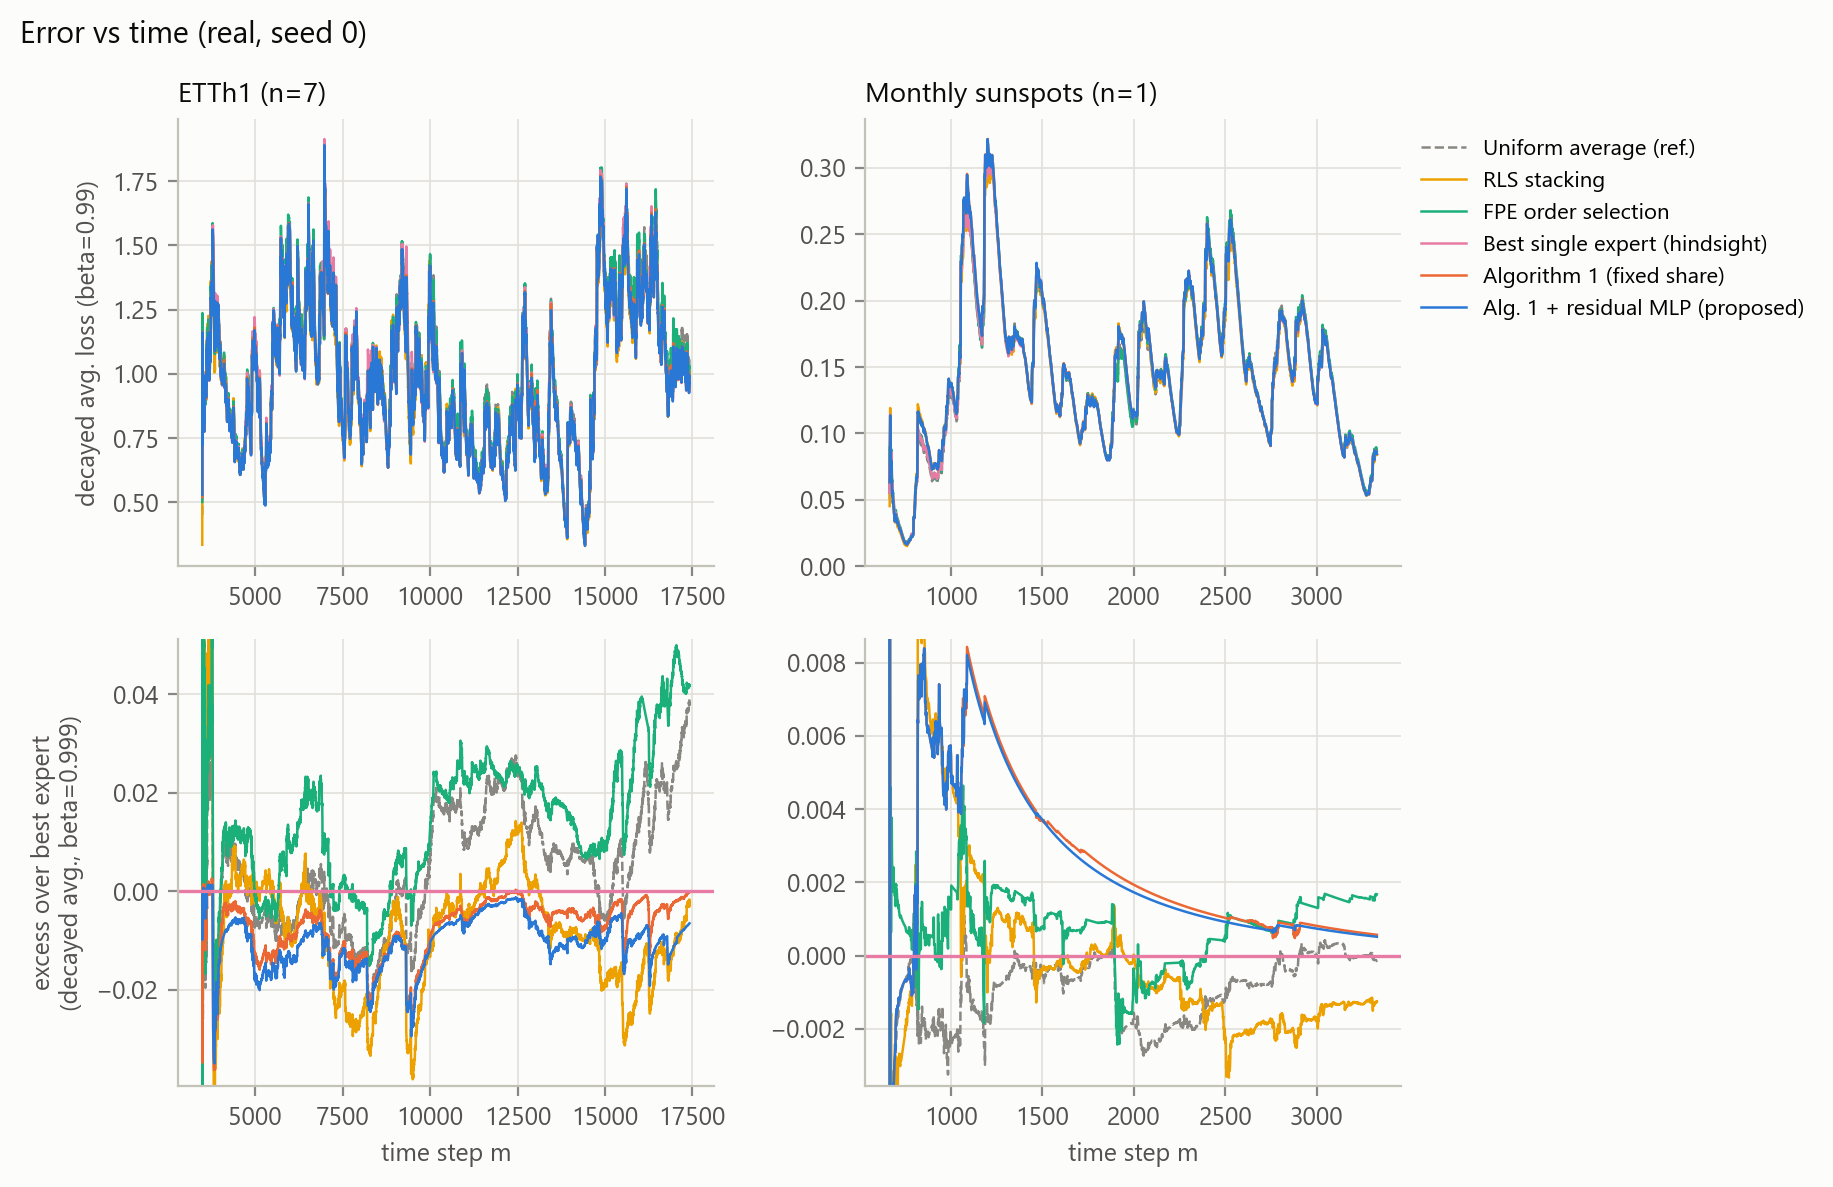 Error vs time (real, seed 0)
ETTh1 (n=7)
decayed avg. loss (beta=0.99)
1.75
1.50
1.25
1.00
0.75
0.50
5000 7500 10000 12500 15000 17500
Monthly sunspots (n=1)
0.30
0.25
0.20
0.15
0.10
0.05
0.00
1000 1500 2000 2500 3000
Uniform average (ref.)
RLS stacking
FPE order selection
Best single expert (hindsight)
Algorithm 1 (fixed share)
Alg. 1 + residual MLP (proposed)
excess over best expert
(decayed avg., beta=0.999)
0.04
0.02
0.00
−0.02
5000 7500 10000 12500 15000 17500
time step m
0.008
0.006
0.004
0.002
0.000
−0.002
1000 1500 2000 2500 3000
time step m